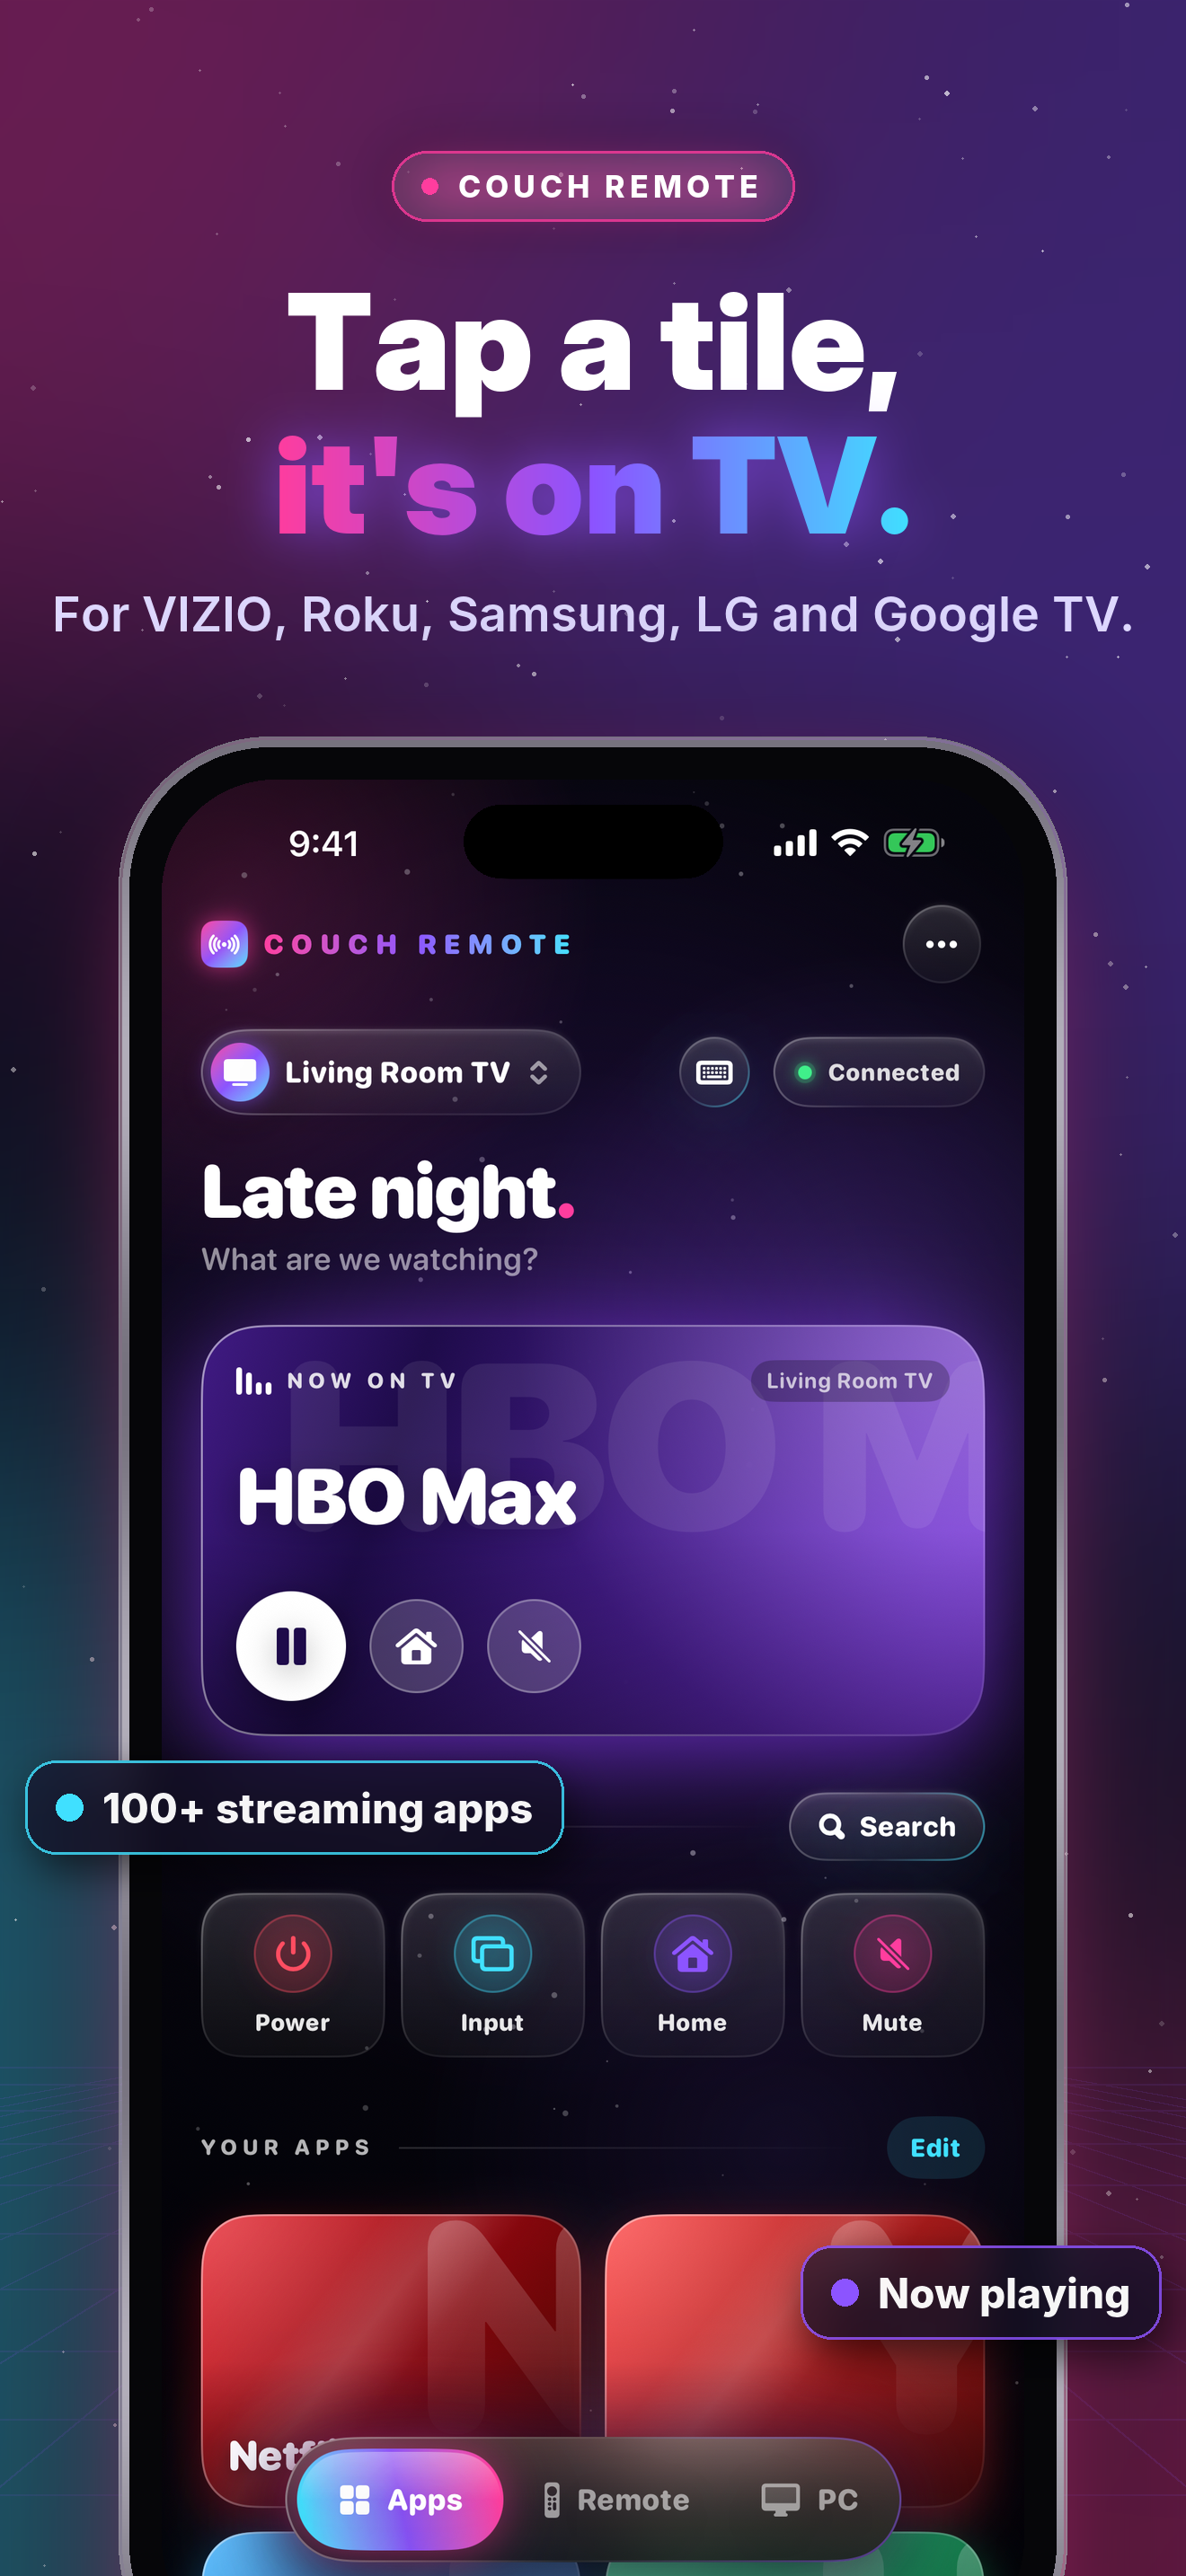 COUCH REMOTE
Tap a tile,
it's on TV.
For VIZIO, Roku, Samsung, LG and Google TV.
9:41
COUCH REMOTE
Living Room TV
Connected
Late night.
What are we watching?
NOW ON TV
Living Room TV
HBO M
HBO Max
100+ streaming apps
Search
Power
Input
Home
Mute
YOUR APPS
Edit
N
Y
Now playing
Apps
Remote
PC